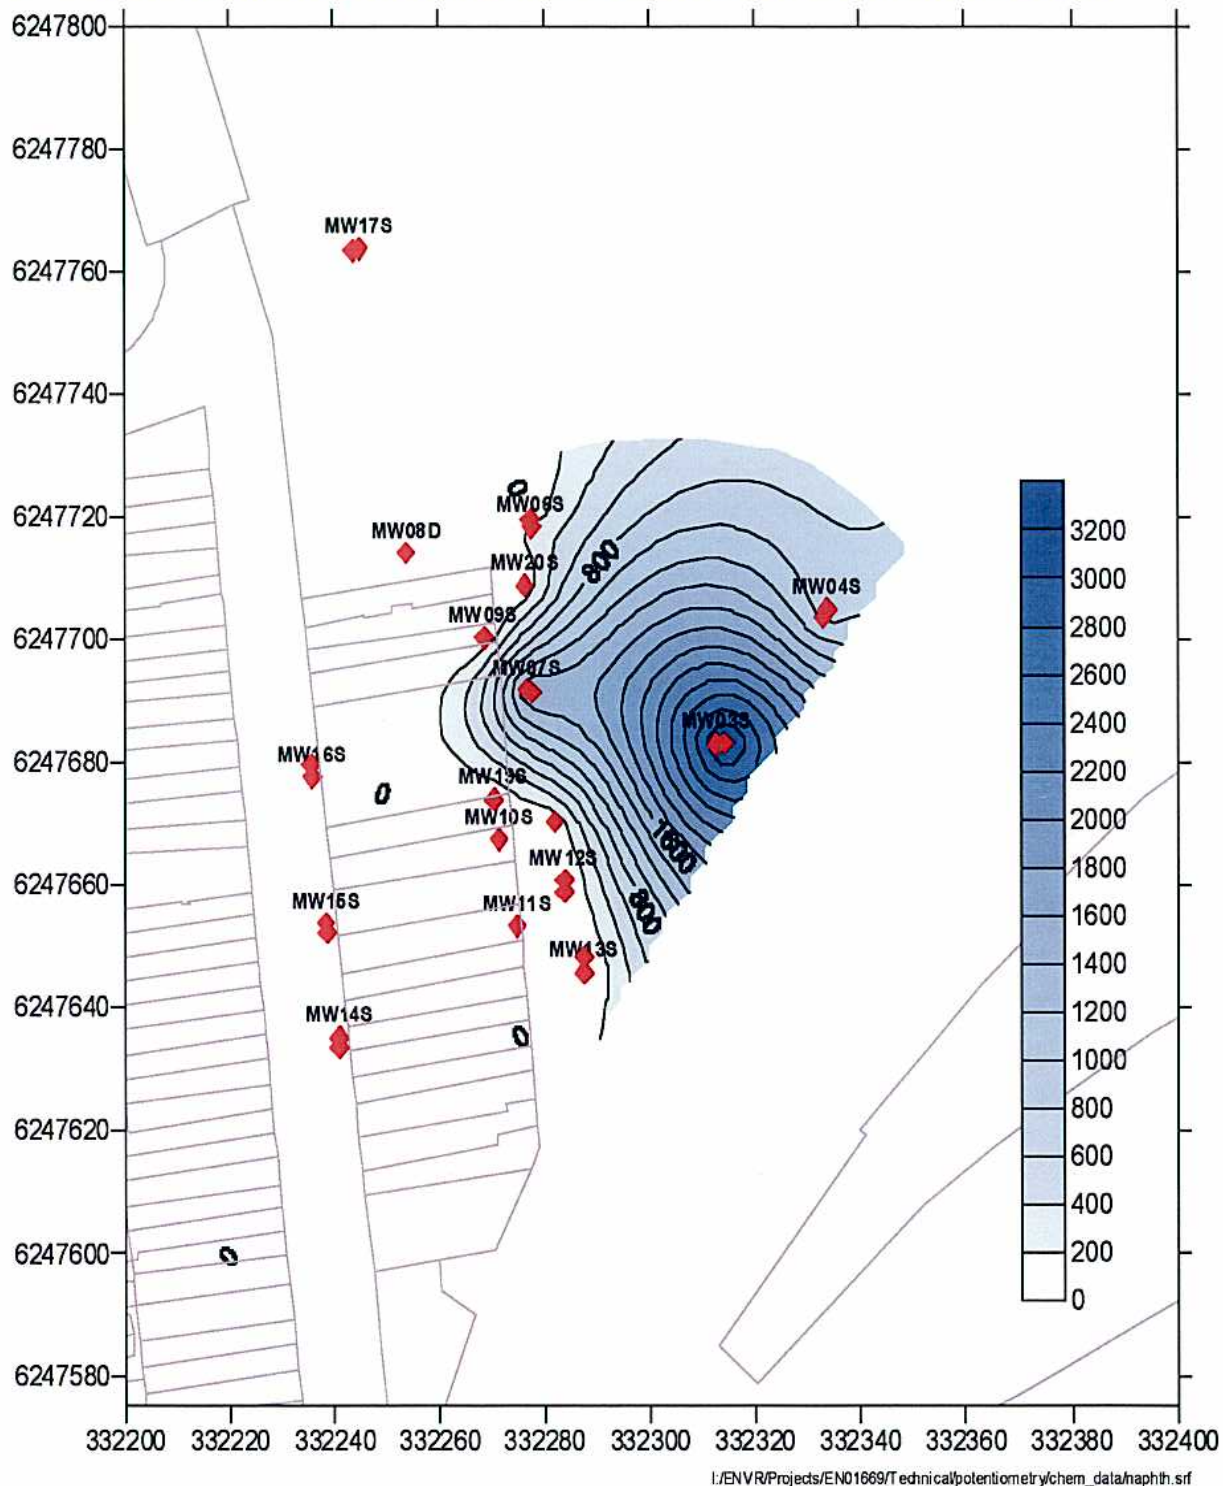 6247800
6247780
MW17S
6247760
6247740
0
MW06S
6247720
MW08D
800
3200
MW20S
3000
MW04S
MW09S
2800
6247700
2600
MW07S
2400
MW03S
MW16S
2200
6247680
MW19S
0
2000
MW10S
1600
1800
MW12S
6247660
MW15S
MW11S
800
1600
1400
MW13S
1200
6247640
MW14S
0
1000
800
6247620
600
400
6247600
0
200
0
6247580
332200 332220 332240 332260 332280 332300 332320 332340 332360 332380 332400
I:/ENVR/Projects/EN01669/Technical/potentiometry/chem_data/naphth.srf